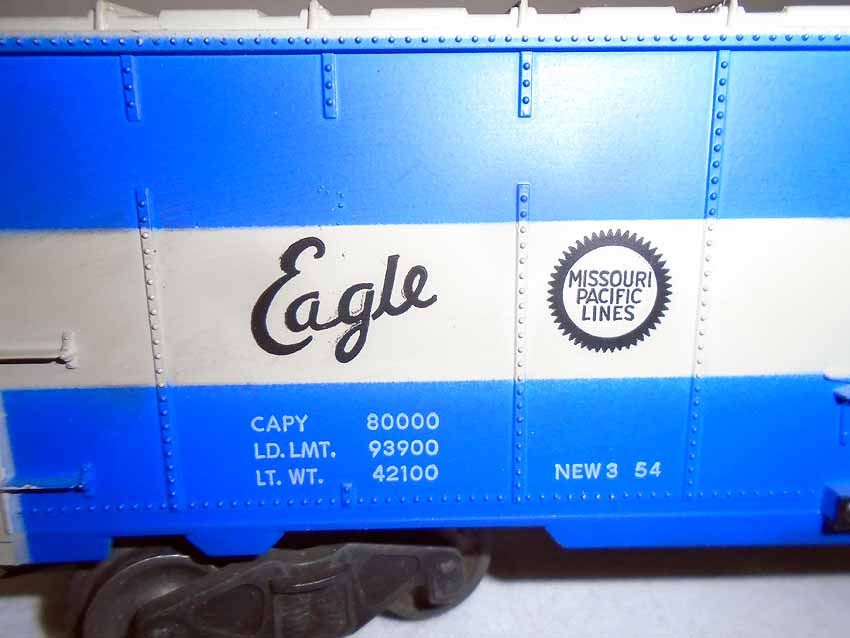 Eagle
MISSOURI
PACIFIC
LINES
CAPY 80000
LD. LMT. 93900
LT. WT. 42100
NEW 3 54